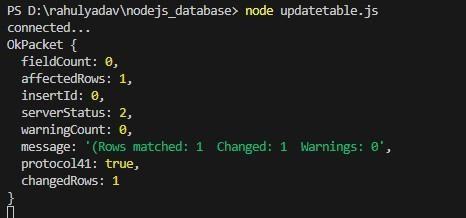 PS D:\rahulyadav\nodejs_database> node updatetable.js
connected...
OkPacket {
  fieldCount: 0,
  affectedRows: 1,
  insertId: 0,
  serverStatus: 2,
  warningCount: 0,
  message: '(Rows matched: 1  Changed: 1  Warnings: 0',
  protocol41: true,
  changedRows: 1
}